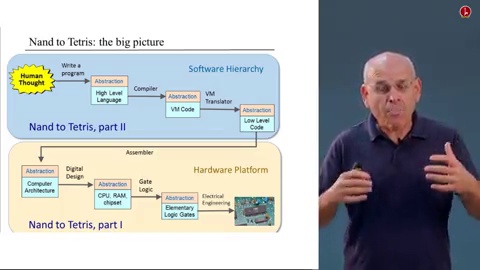 Nand to Tetris: the big picture
Software Hierarchy
Human
Thought
Write a
program
Abstraction
High Level
Language
Compiler
Abstraction
VM Code
VM
Translator
Abstraction
Low Level
Code
Nand to Tetris, part II
Assembler
Hardware Platform
Abstraction
Computer
Architecture
Digital
Design
Abstraction
CPU, RAM,
chipset
Gate
Logic
Abstraction
Elementary
Logic Gates
Electrical
Engineering
Nand to Tetris, part I